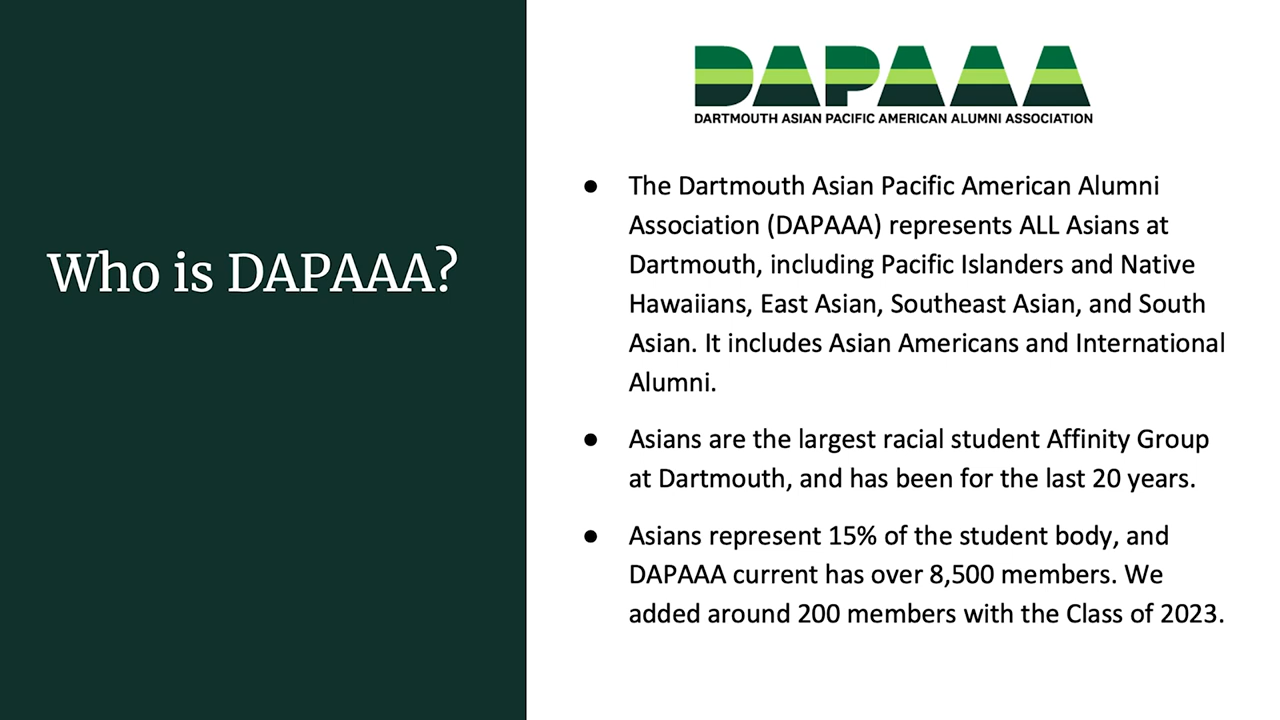 Who is DAPAAA?
DAPAAA
DARTMOUTH ASIAN PACIFIC AMERICAN ALUMNI ASSOCIATION
● The Dartmouth Asian Pacific American Alumni
Association (DAPAAA) represents ALL Asians at
Dartmouth, including Pacific Islanders and Native
Hawaiians, East Asian, Southeast Asian, and South
Asian. It includes Asian Americans and International
Alumni.
● Asians are the largest racial student Affinity Group
at Dartmouth, and has been for the last 20 years.
● Asians represent 15% of the student body, and
DAPAAA current has over 8,500 members. We
added around 200 members with the Class of 2023.